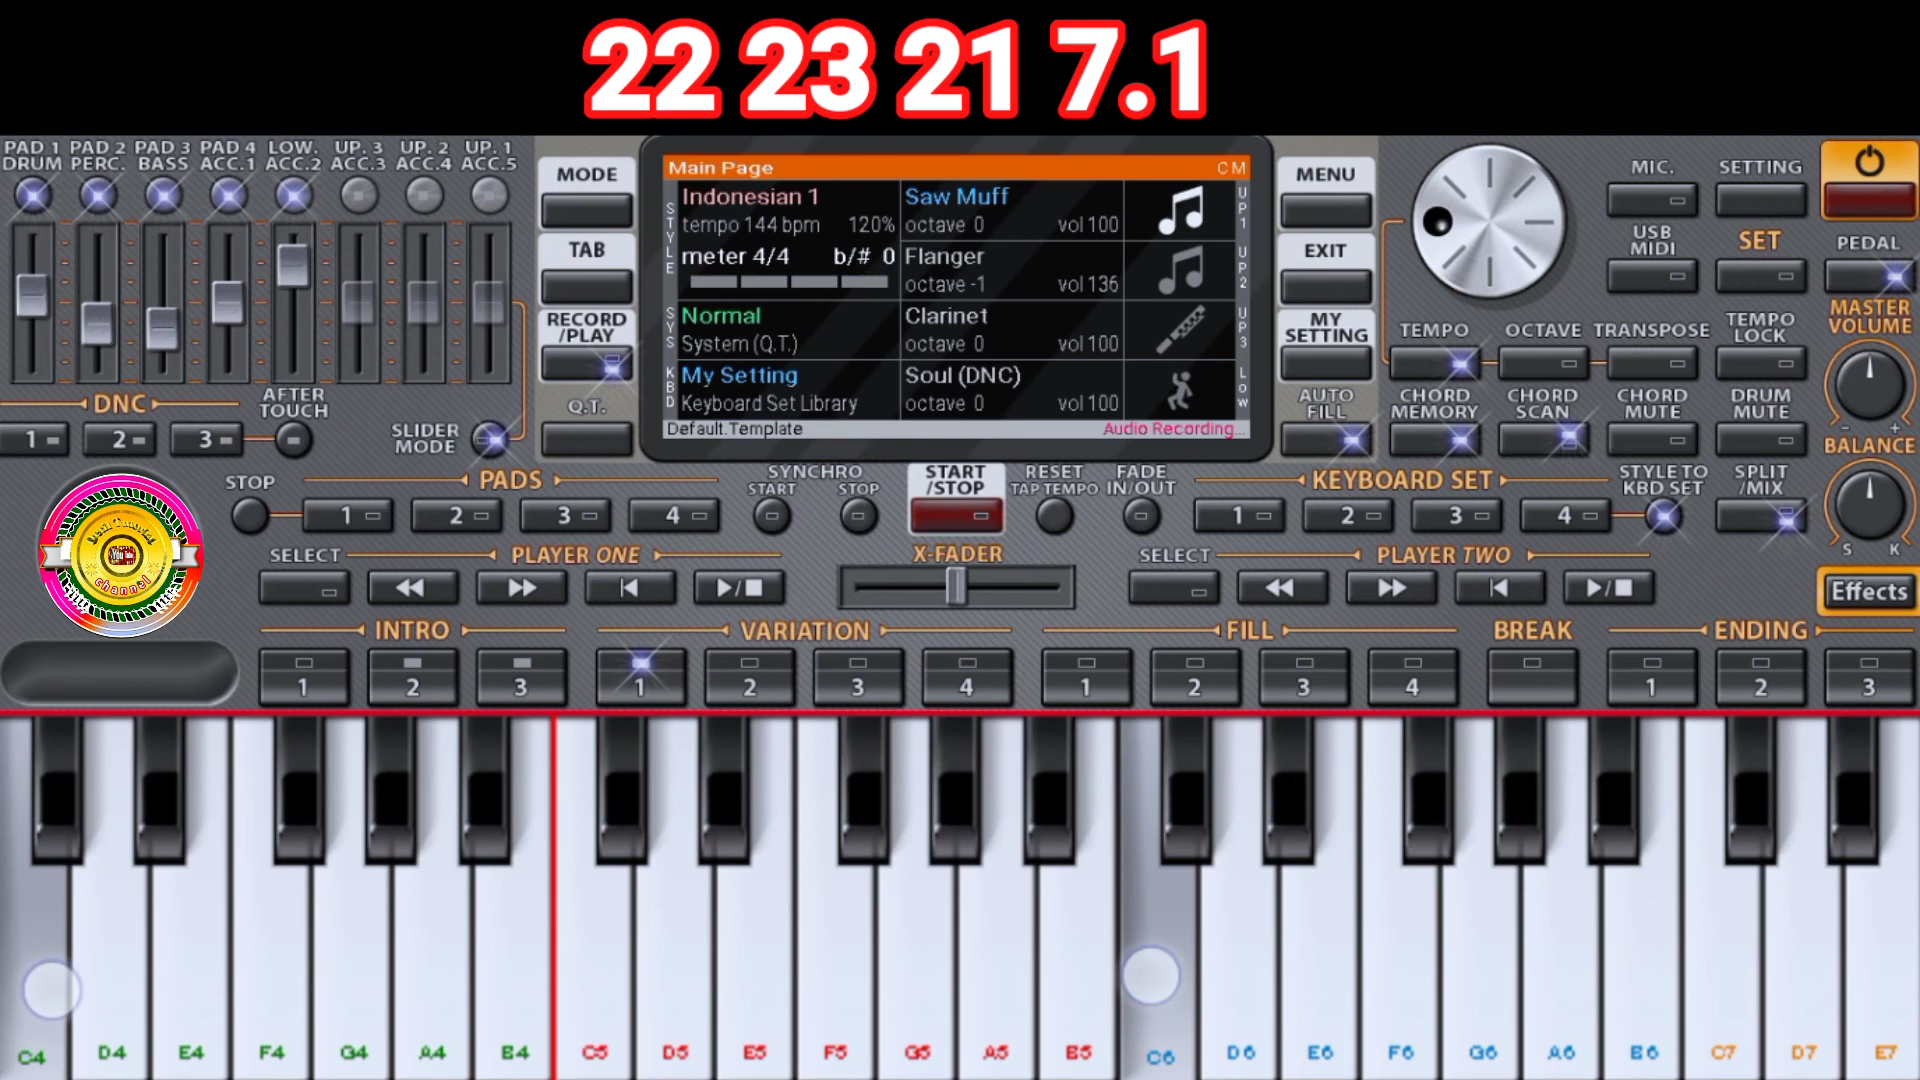 22 23 21 7.1
PAD 1 PAD 2 PAD 3 PAD 4 LOW. UP. 3 UP. 2 UP. 1
DRUM PERC. BASS ACC.1 ACC.2 ACC.3 ACC.4 ACC.5
MODE
TAB
RECORD
/PLAY
Q.T.
DNC
1 2 3
AFTER
TOUCH
SLIDER
MODE
Main Page CM
STYLE
Indonesian 1
tempo 144 bpm 120%
meter 4/4 b/# 0
SYS
Normal
System (Q.T.)
KBD
My Setting
Keyboard Set Library
Saw Muff
octave 0 vol 100
UP1
Flanger
octave -1 vol 136
UP2
Clarinet
octave 0 vol 100
UP3
Soul (DNC)
octave 0 vol 100
Low
Default.Template Audio Recording...
MENU
EXIT
MY
SETTING
AUTO
FILL
MIC. SETTING
USB
MIDI
SET
PEDAL
MASTER
VOLUME
- +
BALANCE
S K
TEMPO OCTAVE TRANSPOSE TEMPO
LOCK
CHORD
MEMORY
CHORD
SCAN
CHORD
MUTE
DRUM
MUTE
STOP
PADS
1 2 3 4
SYNCHRO
START STOP
START
/STOP
RESET
TAP TEMPO
FADE
IN/OUT
KEYBOARD SET
1 2 3 4
STYLE TO
KBD SET
SPLIT
/MIX
SELECT PLAYER ONE
X-FADER
SELECT PLAYER TWO
Effects
You Tube
Channel
INTRO VARIATION FILL BREAK ENDING
1 2 3 1 2 3 4 1 2 3 4 1 2 3
C4 D4 E4 F4 G4 A4 B4 C5 D5 E5 F5 G5 A5 B5 C6 D6 E6 F6 G6 A6 B6 C7 D7 E7